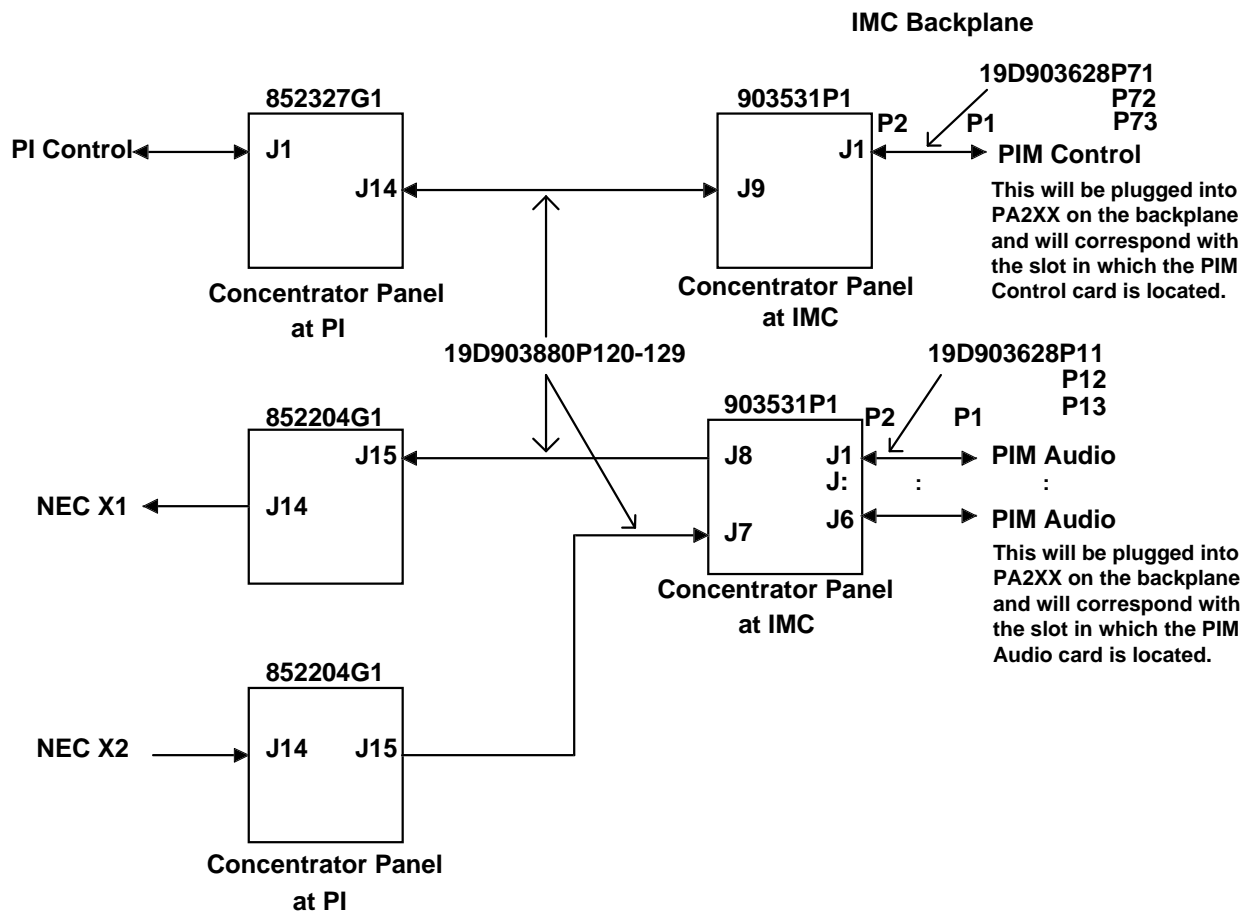 IMC Backplane
19D903628P71
P72
P73
852327G1
903531P1
P2
P1
PI Control
J1
J14
J9
J1
PIM Control
This will be plugged into
PA2XX on the backplane
and will correspond with
the slot in which the PIM
Control card is located.
Concentrator Panel
at PI
Concentrator Panel
at IMC
19D903880P120-129
19D903628P11
P12
P13
852204G1
903531P1
P2
P1
J15
J8
J1
PIM Audio
J:
:
:
NEC X1
J14
J7
J6
PIM Audio
This will be plugged into
PA2XX on the backplane
and will correspond with
the slot in which the PIM
Audio card is located.
Concentrator Panel
at IMC
852204G1
NEC X2
J14
J15
Concentrator Panel
at PI